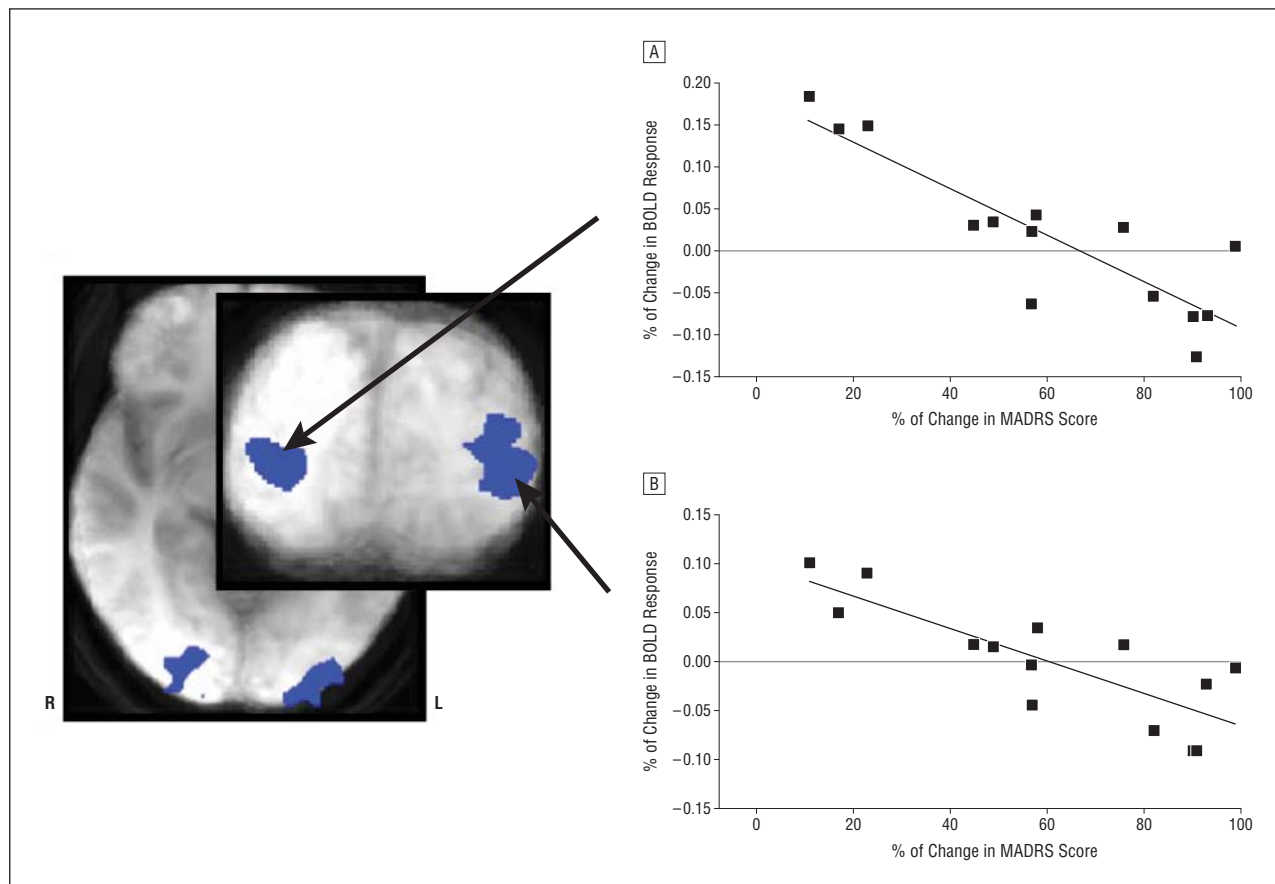 A
% of Change in BOLD Response
0.20
0.15
0.10
0.05
0.00
−0.05
−0.10
−0.15
0 20 40 60 80 100
% of Change in MADRS Score
R L
B
% of Change in BOLD Response
0.15
0.10
0.05
0.00
−0.05
−0.10
−0.15
0 20 40 60 80 100
% of Change in MADRS Score